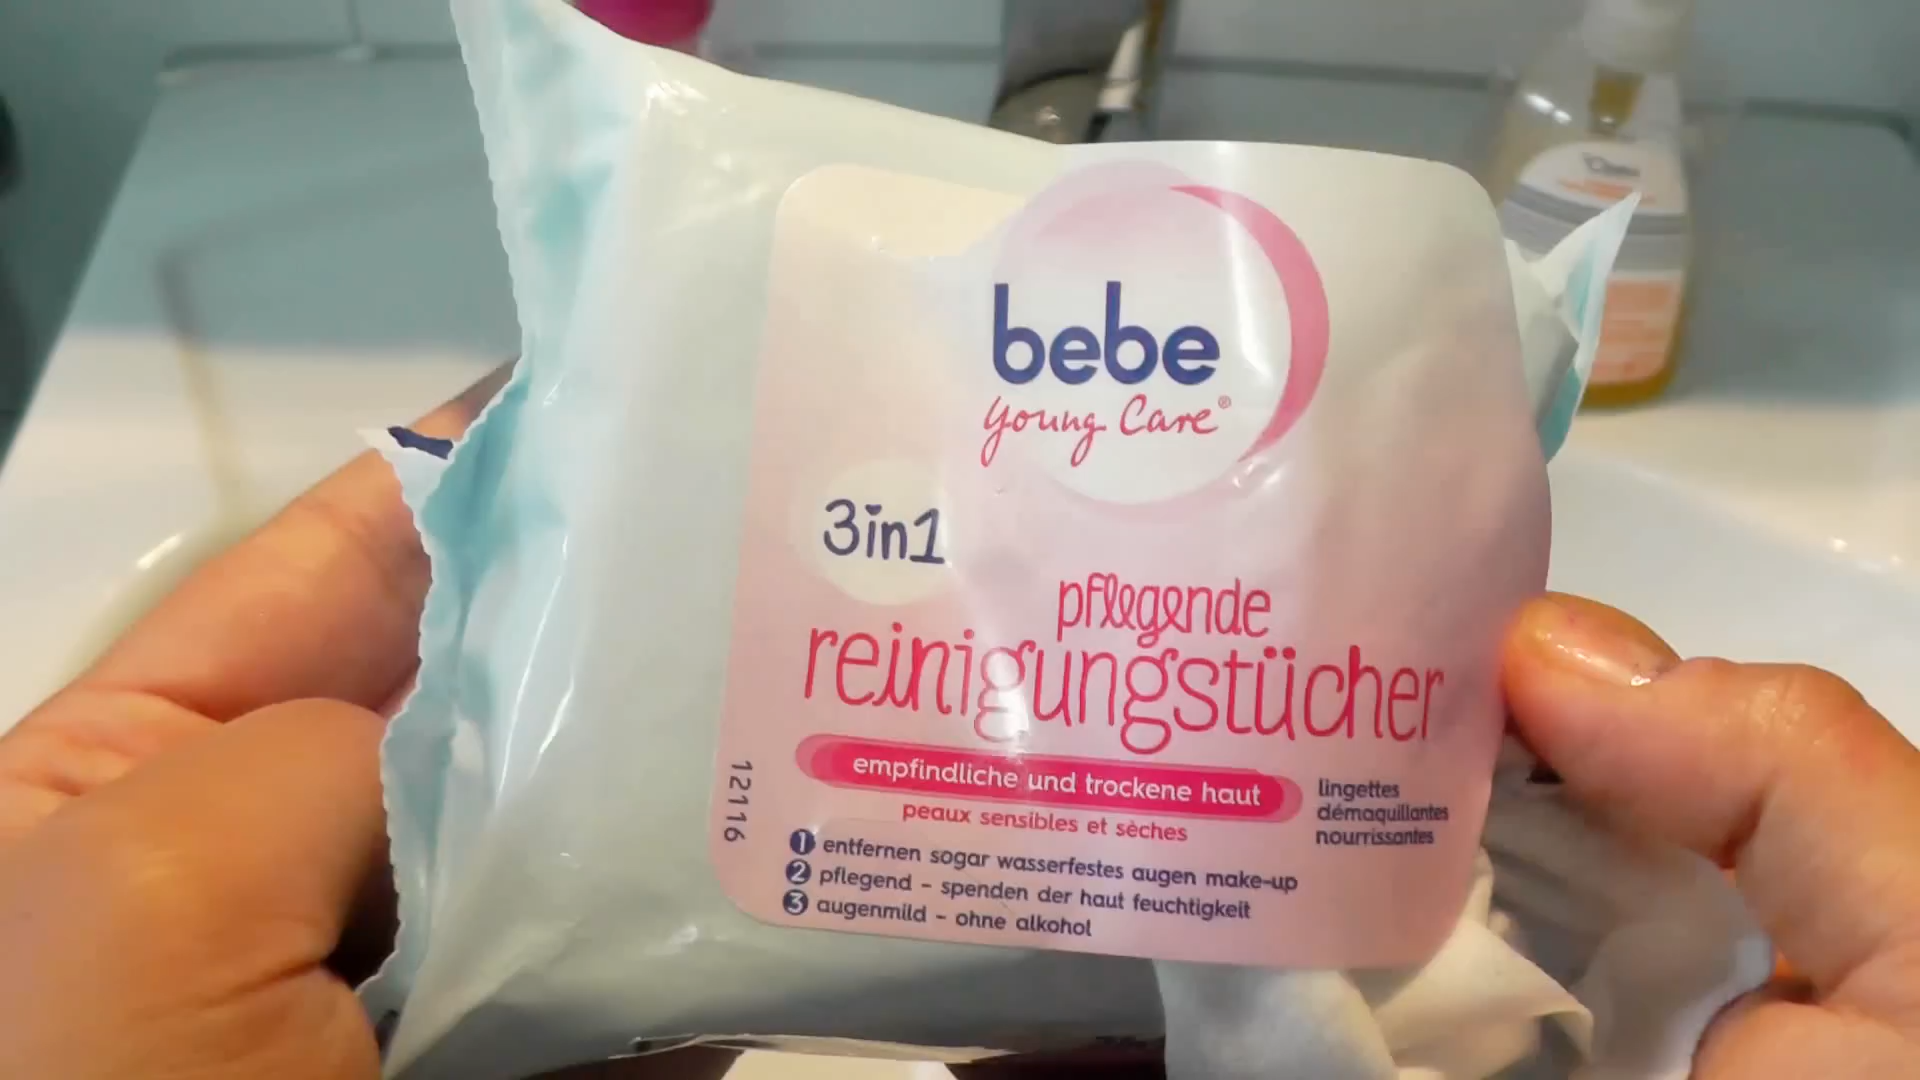 bebe
young Care®
3in1
pflegende
reinigungstücher
empfindliche und trockene haut
peaux sensibles et sèches
lingettes
démaquillantes
nourrissantes
1 entfernen sogar wasserfestes augen make-up
2 pflegend - spenden der haut feuchtigkeit
3 augenmild - ohne alkohol
12116